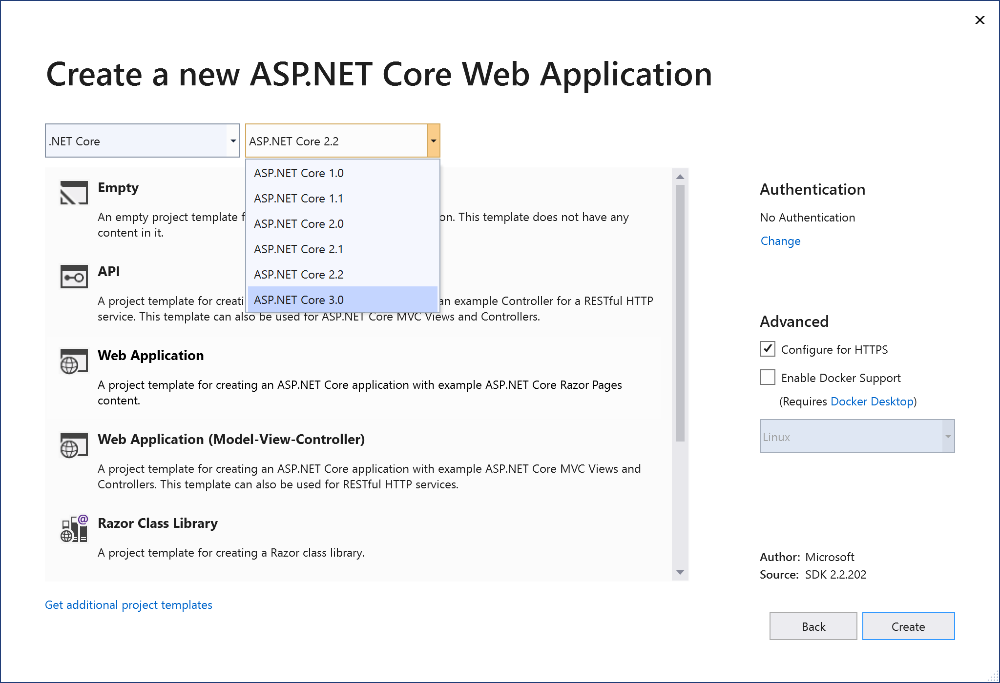 Create a new ASP.NET Core Web Application
.NET Core
ASP.NET Core 2.2
ASP.NET Core 1.0
ASP.NET Core 1.1
ASP.NET Core 2.0
ASP.NET Core 2.1
ASP.NET Core 2.2
ASP.NET Core 3.0
Empty
An empty project template on. This template does not have any
content in it.
API
A project template for an example Controller for a RESTful HTTP
service. This template can also be used for ASP.NET Core MVC Views and Controllers.
Web Application
A project template for creating an ASP.NET Core application with example ASP.NET Core Razor Pages
content.
Web Application (Model-View-Controller)
A project template for creating an ASP.NET Core application with example ASP.NET Core MVC Views and
Controllers. This template can also be used for RESTful HTTP services.
@
Razor Class Library
A project template for creating a Razor class library.
Get additional project templates
Authentication
No Authentication
Change
Advanced
Configure for HTTPS
Enable Docker Support
(Requires Docker Desktop)
Linux
Author: Microsoft
Source: SDK 2.2.202
Back
Create